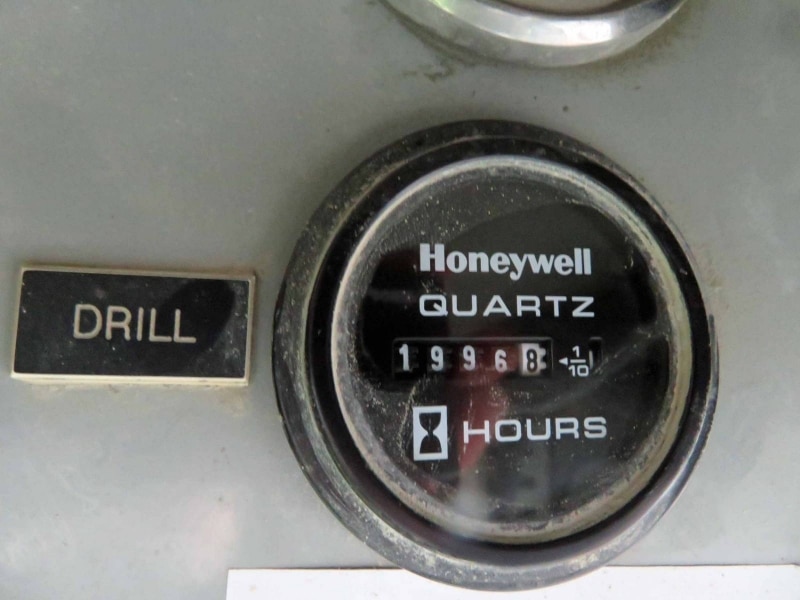 DRILL
Honeywell
QUARTZ
19968 ◄1/10
HOURS